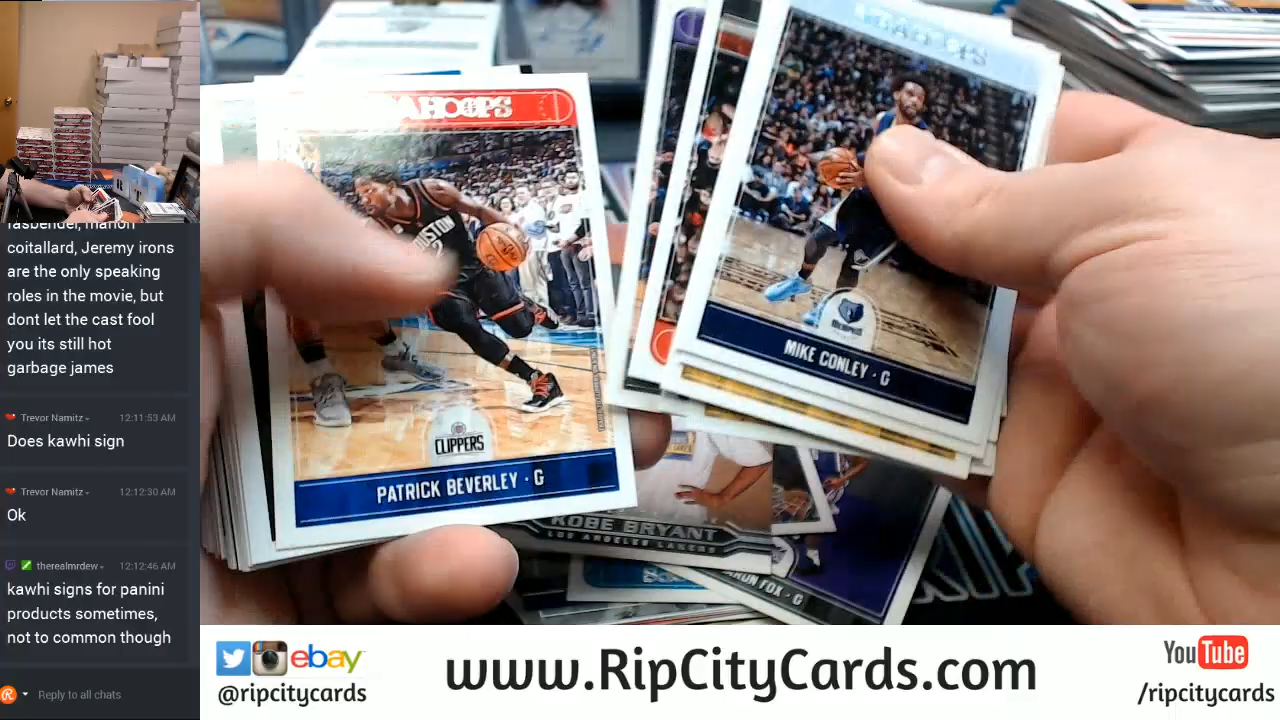 fasbender, marion
coitallard, Jeremy irons
are the only speaking
roles in the movie, but
dont let the cast fool
you its still hot
garbage james
Trevor Namitz 12:11:53 AM
Does kawhi sign
Trevor Namitz 12:12:30 AM
Ok
therealmrdew 12:12:46 AM
kawhi signs for panini
products sometimes,
not to common though
Reply to all chats
HOOPS
CLIPPERS
PATRICK BEVERLEY · G
MEMPHIS
MIKE CONLEY · G
KOBE BRYANT
LOS ANGELES LAKERS
FOX · G
RIP
ebay
@ripcitycards
www.RipCityCards.com
YouTube
/ripcitycards